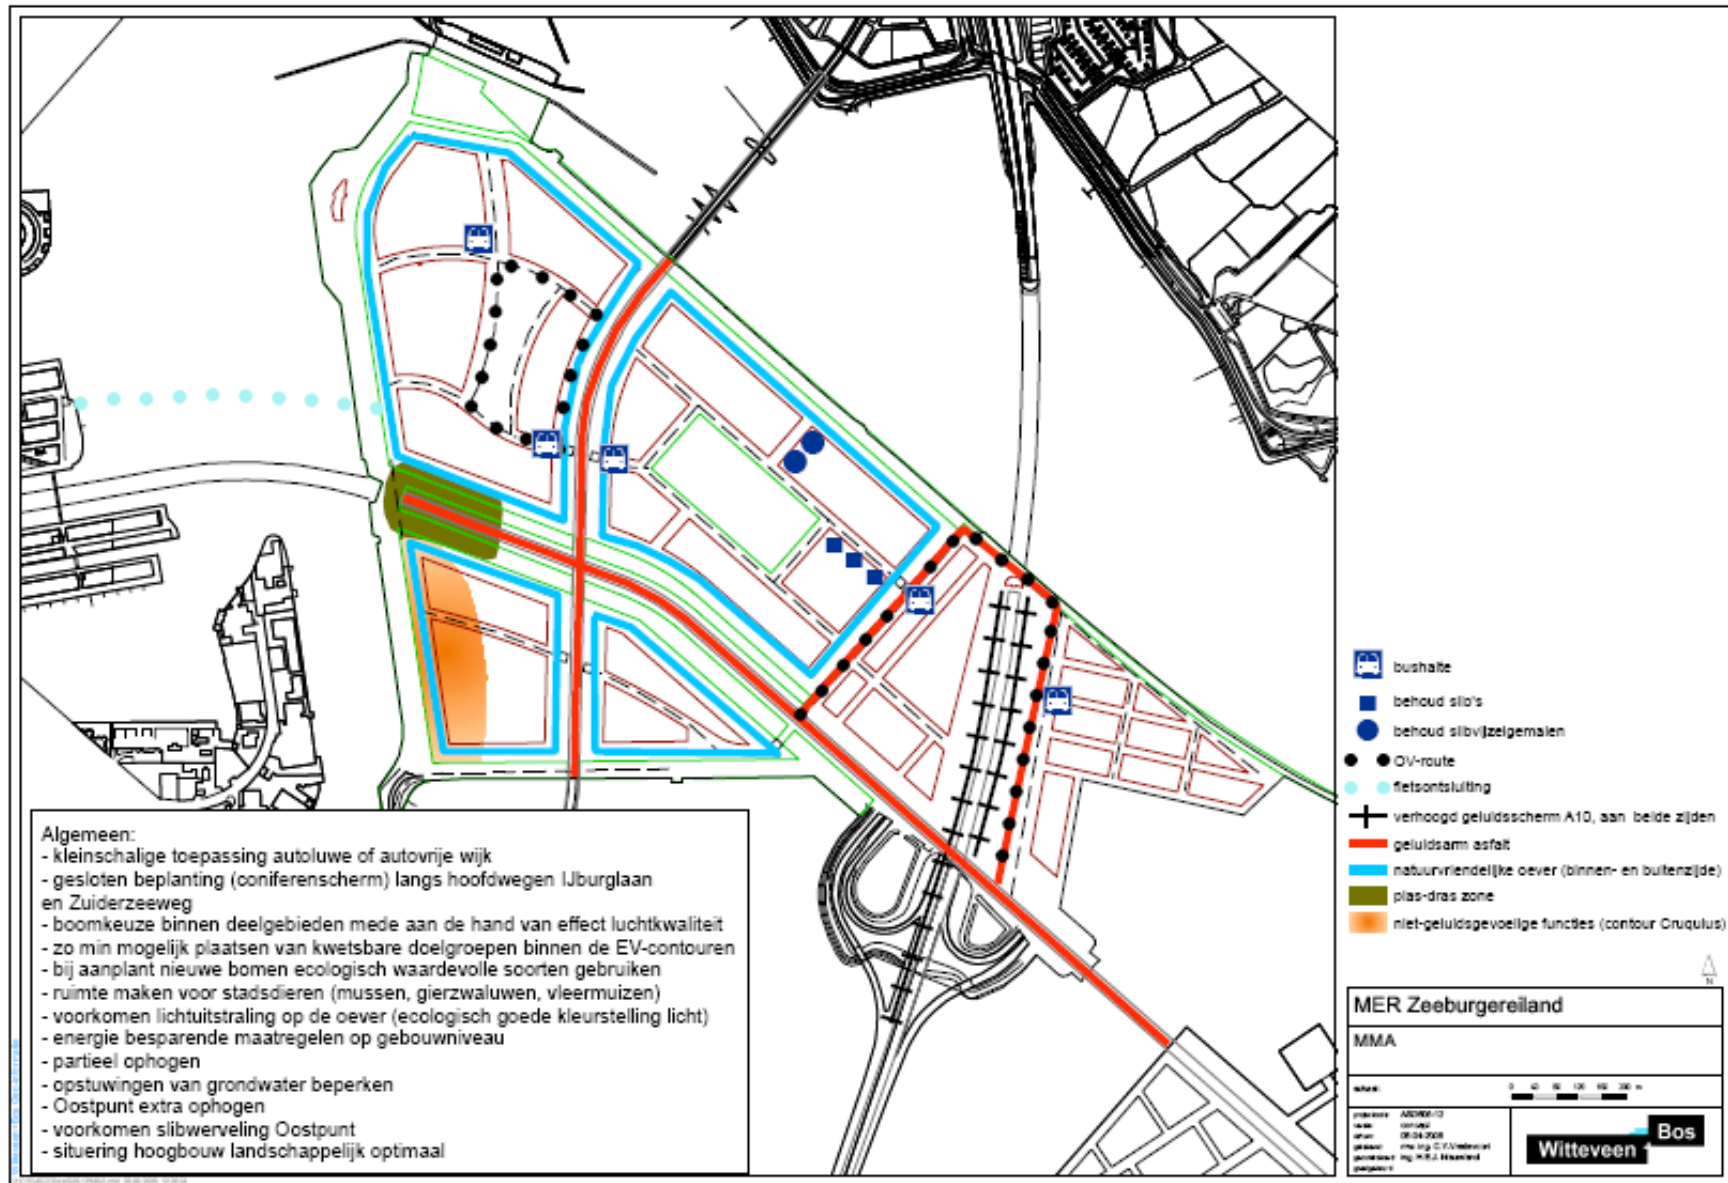 Algemeen:
- kleinschalige toepassing autoluwe of autovrije wijk
- gesloten beplanting (coniferenscherm) langs hoofdwegen IJburglaan
en Zuiderzeeweg
- boomkeuze binnen deelgebieden mede aan de hand van effect luchtkwaliteit
- zo min mogelijk plaatsen van kwetsbare doelgroepen binnen de EV-contouren
- bij aanplant nieuwe bomen ecologisch waardevolle soorten gebruiken
- ruimte maken voor stadsdieren (mussen, gierzwaluwen, vleermuizen)
- voorkomen lichtuitstraling op de oever (ecologisch goede kleurstelling licht)
- energie besparende maatregelen op gebouwniveau
- partieel ophogen
- opstuwingen van grondwater beperken
- Oostpunt extra ophogen
- voorkomen slibwerveling Oostpunt
- situering hoogbouw landschappelijk optimaal
bushalte
behoud slib's
behoud slibvijzelgemalen
OV-route
fietsontsluiting
verhoogd geluidsscherm A10, aan beide zijden
geluidsarm asfalt
natuurvriendelijke oever (binnen- en buitenzijde)
plas-dras zone
niet-geluidsgevoelige functies (contour Cruquius)
N
MER Zeeburgereiland
MMA
Witteveen
Bos